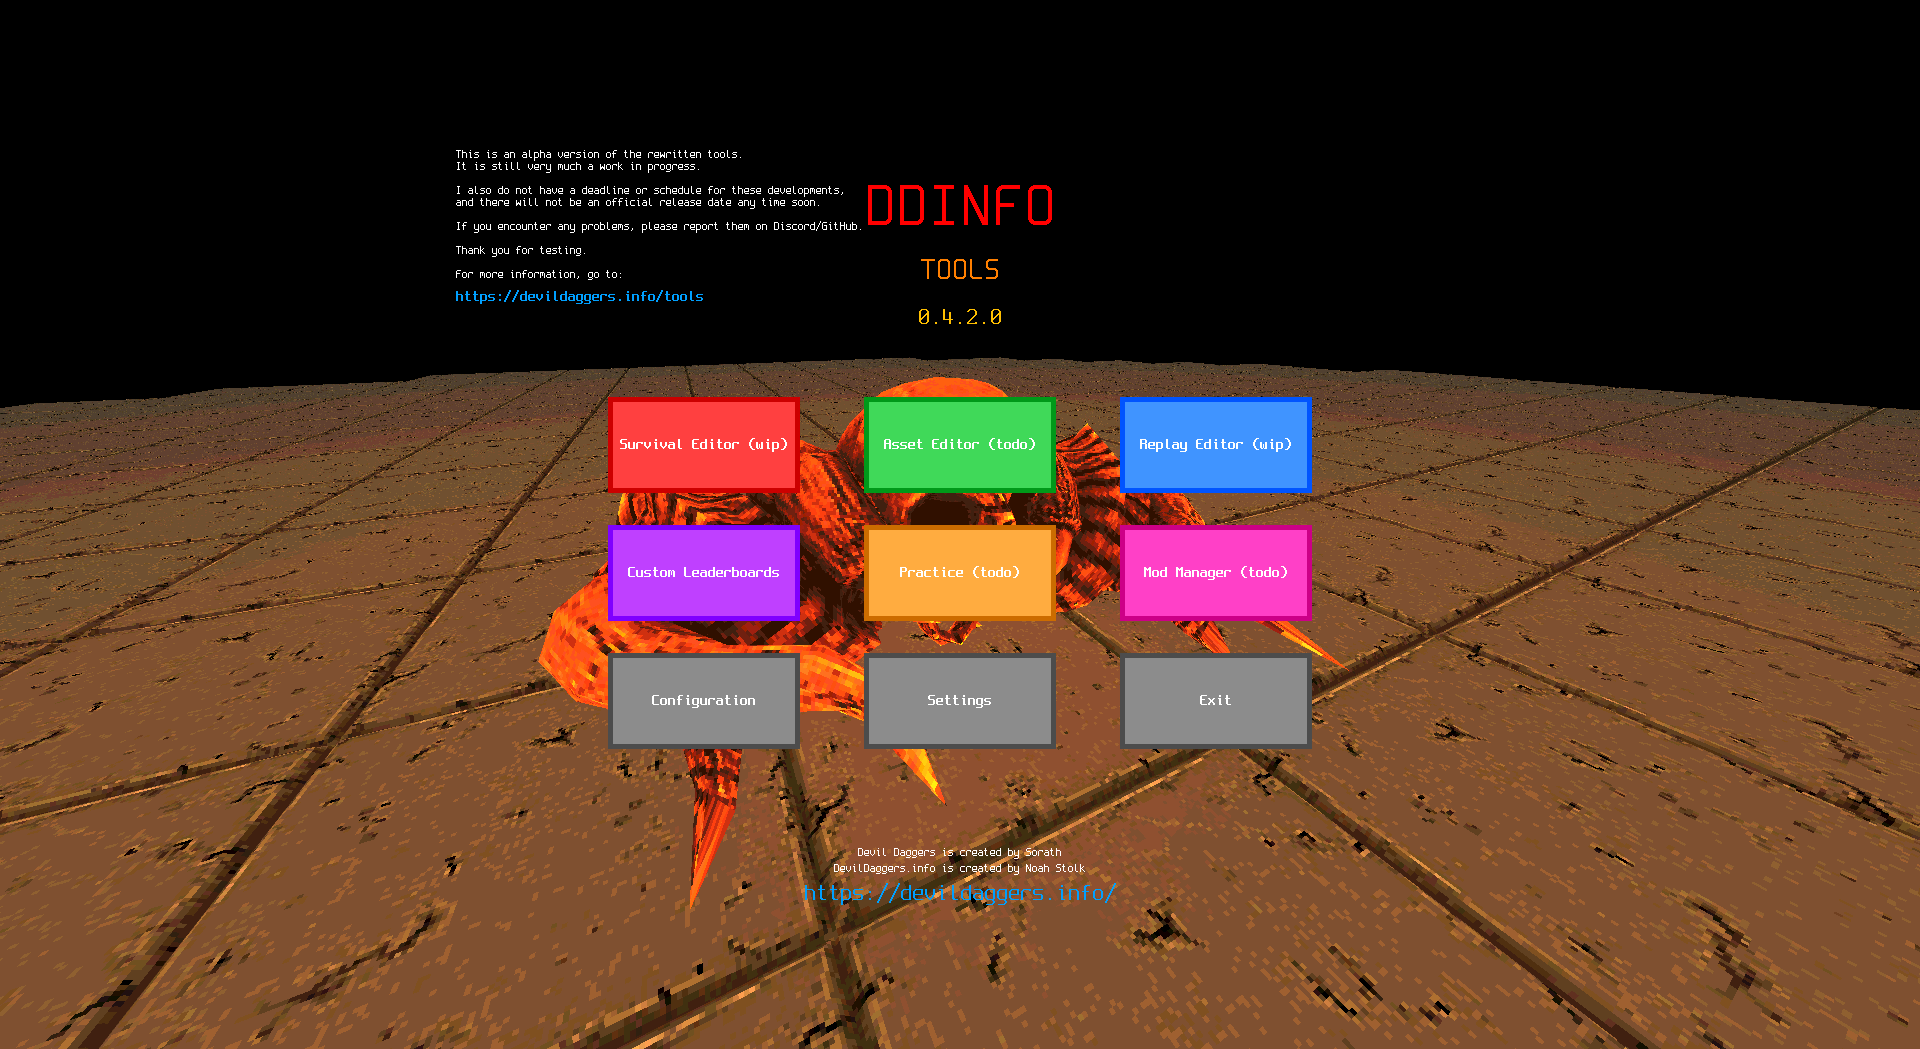 This is an alpha version of the rewritten tools.
It is still very much a work in progress.
I also do not have a deadline or schedule for these developments,
and there will not be an official release date any time soon.
If you encounter any problems, please report them on Discord/GitHub.
Thank you for testing.
For more information, go to:
https://devildaggers.info/tools
DDINFO
TOOLS
0.4.2.0
Survival Editor (wip)
Asset Editor (todo)
Replay Editor (wip)
Custom Leaderboards
Practice (todo)
Mod Manager (todo)
Configuration
Settings
Exit
Devil Daggers is created by Sorath
DevilDaggers.info is created by Noah Stolk
https://devildaggers.info/